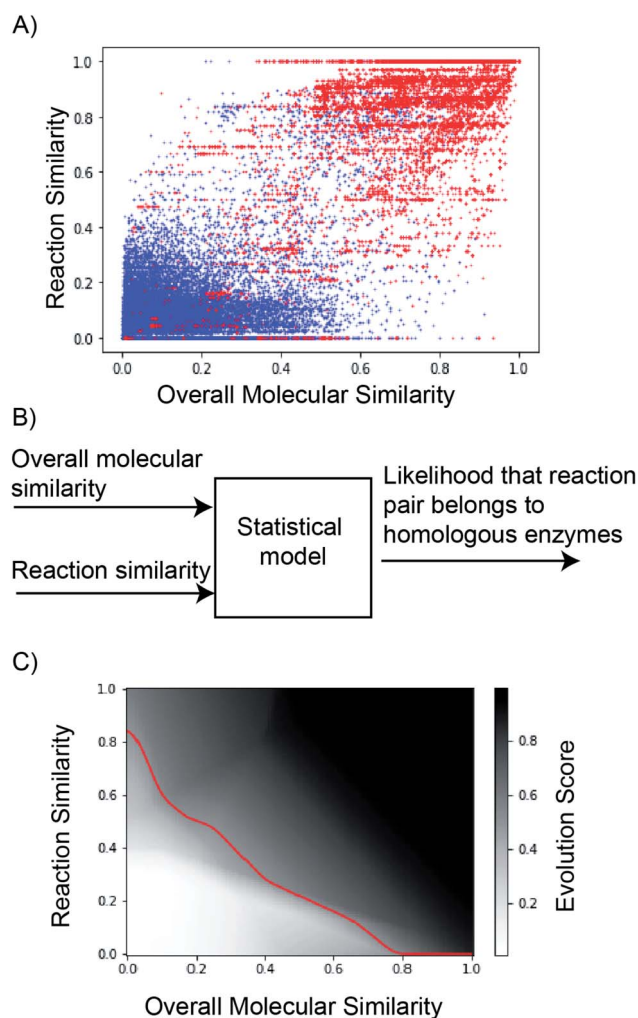 A)
1.0
0.8
0.6
0.4
0.2
0.0
Reaction Similarity
0.0 0.2 0.4 0.6 0.8 1.0
Overall Molecular Similarity
B)
Overall molecular
similarity
Reaction similarity
Statistical
model
Likelihood that reaction
pair belongs to
homologous enzymes
C)
1.0
0.8
0.6
0.4
0.2
0.0
Reaction Similarity
0.0 0.2 0.4 0.6 0.8 1.0
Overall Molecular Similarity
0.8
0.6
0.4
0.2
Evolution Score